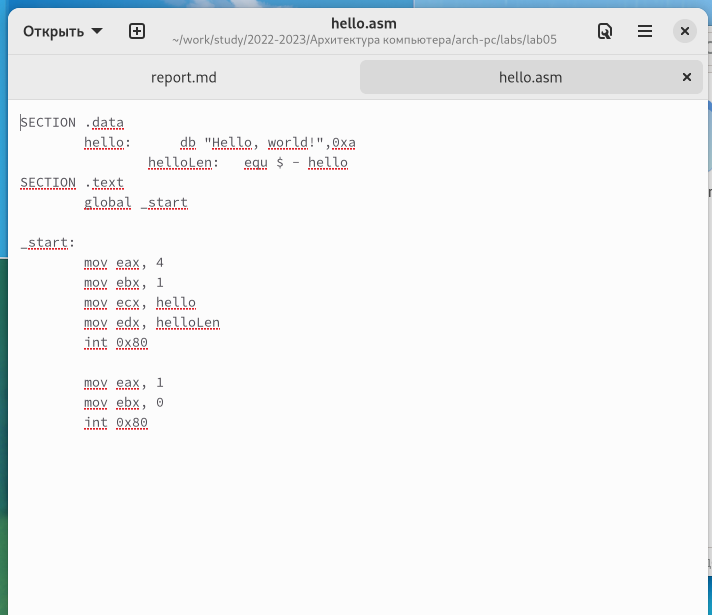 Открыть
hello.asm
~/work/study/2022-2023/Архитектура компьютера/arch-pc/labs/lab05
report.md
hello.asm
SECTION .data
hello: db "Hello, world!",0xa
helloLen: equ $ - hello
SECTION .text
global _start
_start:
mov eax, 4
mov ebx, 1
mov ecx, hello
mov edx, helloLen
int 0x80
mov eax, 1
mov ebx, 0
int 0x80